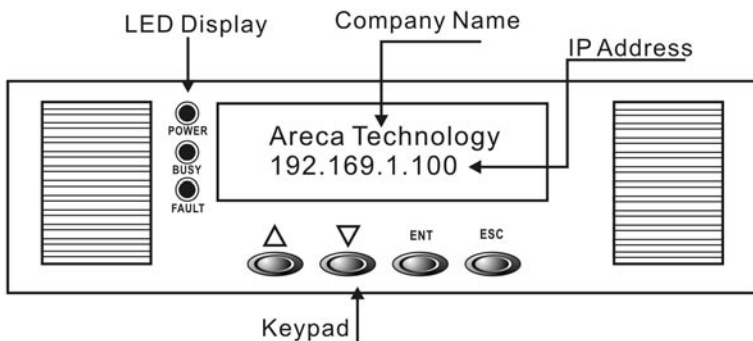 LED Display
Company Name
IP Address
POWER
BUSY
FAULT
Areca Technology
192.169.1.100
△ ▽ ENT ESC
Keypad